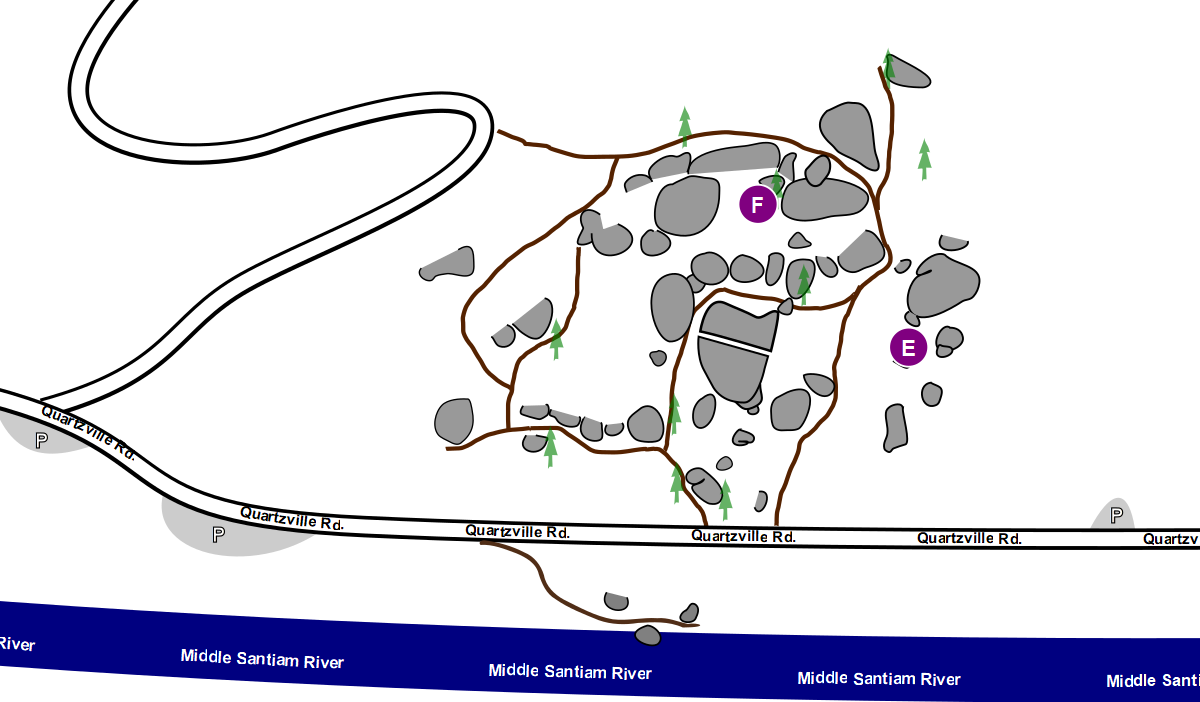 F
E
Quartzville Rd.
P
P
Quartzville Rd.
Quartzville Rd.
Quartzville Rd.
Quartzville Rd.
P
Quartzv
River
Middle Santiam River
Middle Santiam River
Middle Santiam River
Middle Santi